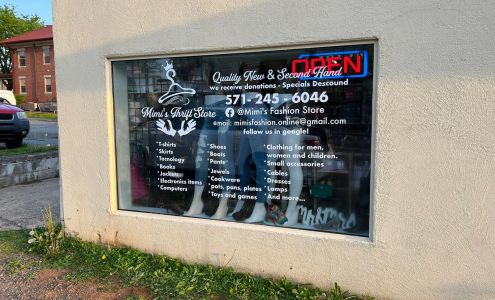 OPEN
Quality New & Second Hand
we receive donations - Specials Descound
571- 245 - 6046
@Mimi's Fashion Store
email: mimisfashion.online@gmail.com
follow us in google!
Mimi's Thrift Store
*T-shirts
*Skirts
*Tecnology
*Books
*Jackets
*Electronics items
*Computers
*Shoes
*Boots
*Pants
*Jewels
*Cookware
*pots, pans, plates
*Toys and games
*Clothing for men,
women and children.
*Small accessories
*Cables
*Dresses
*Lamps
*And more...